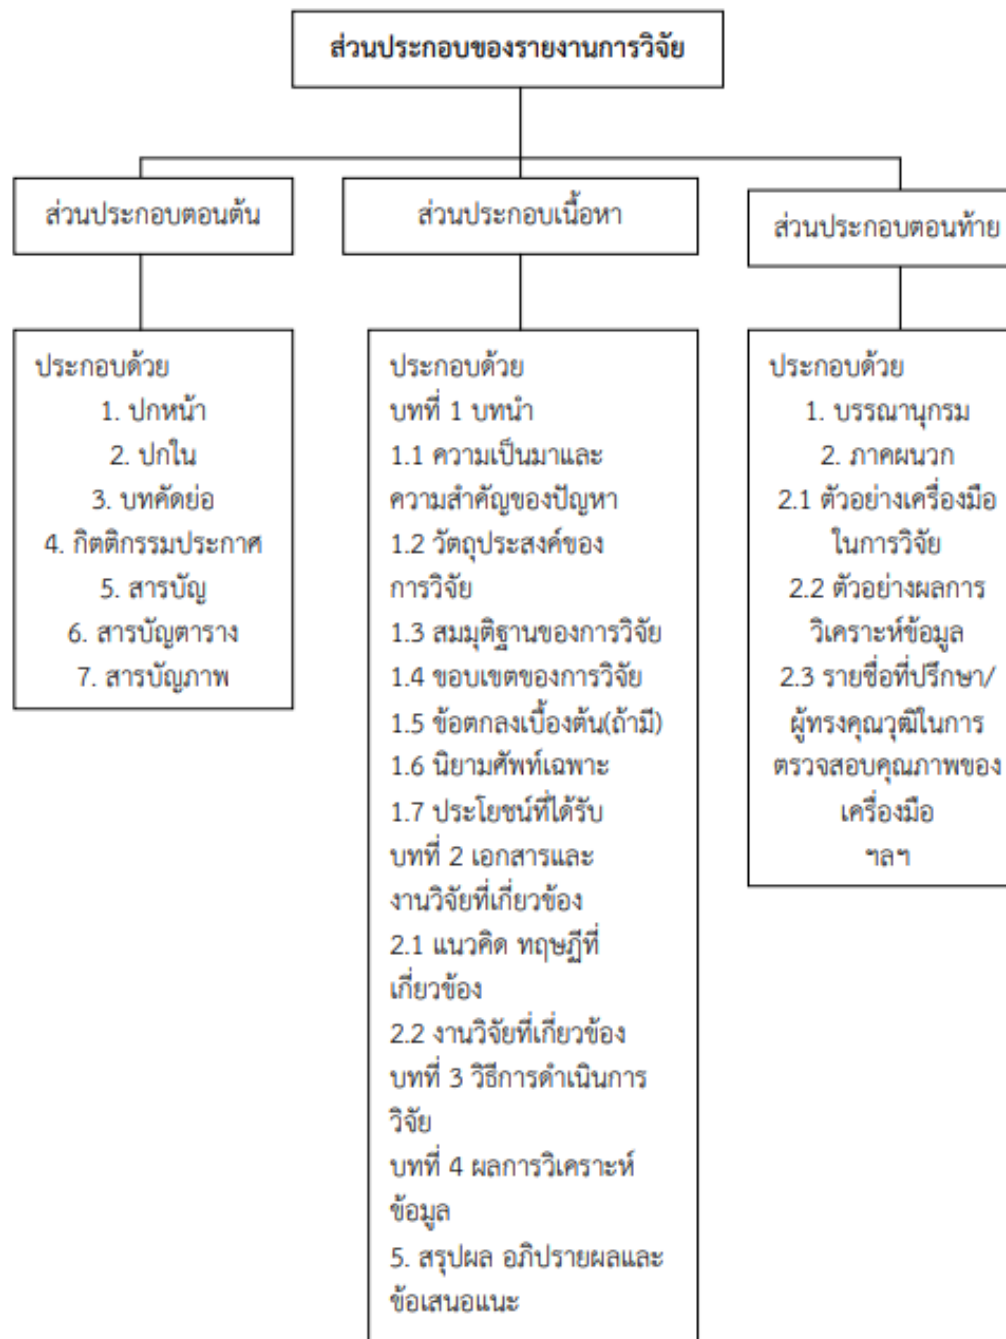 ส่วนประกอบของรายงานการวิจัย
ส่วนประกอบตอนต้น
ประกอบด้วย
1. ปกหน้า
2. ปกใน
3. บทคัดย่อ
4. กิตติกรรมประกาศ
5. สารบัญ
6. สารบัญตาราง
7. สารบัญภาพ
ส่วนประกอบเนื้อหา
ประกอบด้วย
บทที่ 1 บทนำ
1.1 ความเป็นมาและ
ความสำคัญของปัญหา
1.2 วัตถุประสงค์ของ
การวิจัย
1.3 สมมุติฐานของการวิจัย
1.4 ขอบเขตของการวิจัย
1.5 ข้อตกลงเบื้องต้น(ถ้ามี)
1.6 นิยามศัพท์เฉพาะ
1.7 ประโยชน์ที่ได้รับ
บทที่ 2 เอกสารและ
งานวิจัยที่เกี่ยวข้อง
2.1 แนวคิด ทฤษฎีที่
เกี่ยวข้อง
2.2 งานวิจัยที่เกี่ยวข้อง
บทที่ 3 วิธีการดำเนินการ
วิจัย
บทที่ 4 ผลการวิเคราะห์
ข้อมูล
5. สรุปผล อภิปรายผลและ
ข้อเสนอแนะ
ส่วนประกอบตอนท้าย
ประกอบด้วย
1. บรรณานุกรม
2. ภาคผนวก
2.1 ตัวอย่างเครื่องมือ
ในการวิจัย
2.2 ตัวอย่างผลการ
วิเคราะห์ข้อมูล
2.3 รายชื่อที่ปรึกษา/
ผู้ทรงคุณวุฒิในการ
ตรวจสอบคุณภาพของ
เครื่องมือ
ฯลฯ